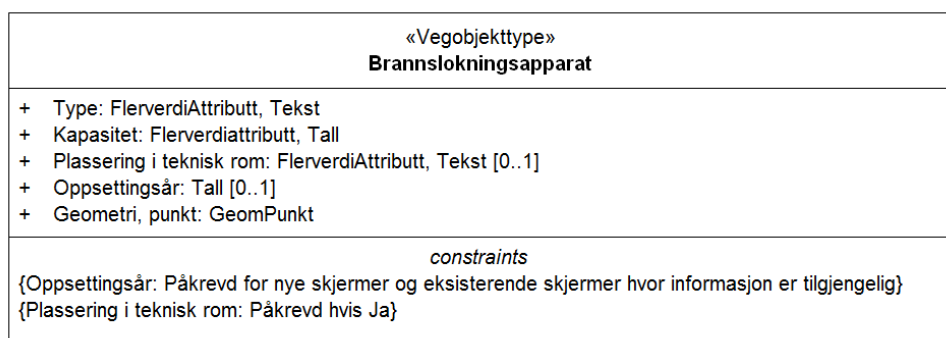 «Vegobjekttype»
Brannslokningsapparat
+ Type: FlerverdiAttributt, Tekst
+ Kapasitet: Flerverdiattributt, Tall
+ Plassering i teknisk rom: FlerverdiAttributt, Tekst [0..1]
+ Oppsettingsår: Tall [0..1]
+ Geometri, punkt: GeomPunkt
constraints
{Oppsettingsår: Påkrevd for nye skjermer og eksisterende skjermer hvor informasjon er tilgjengelig}
{Plassering i teknisk rom: Påkrevd hvis Ja}